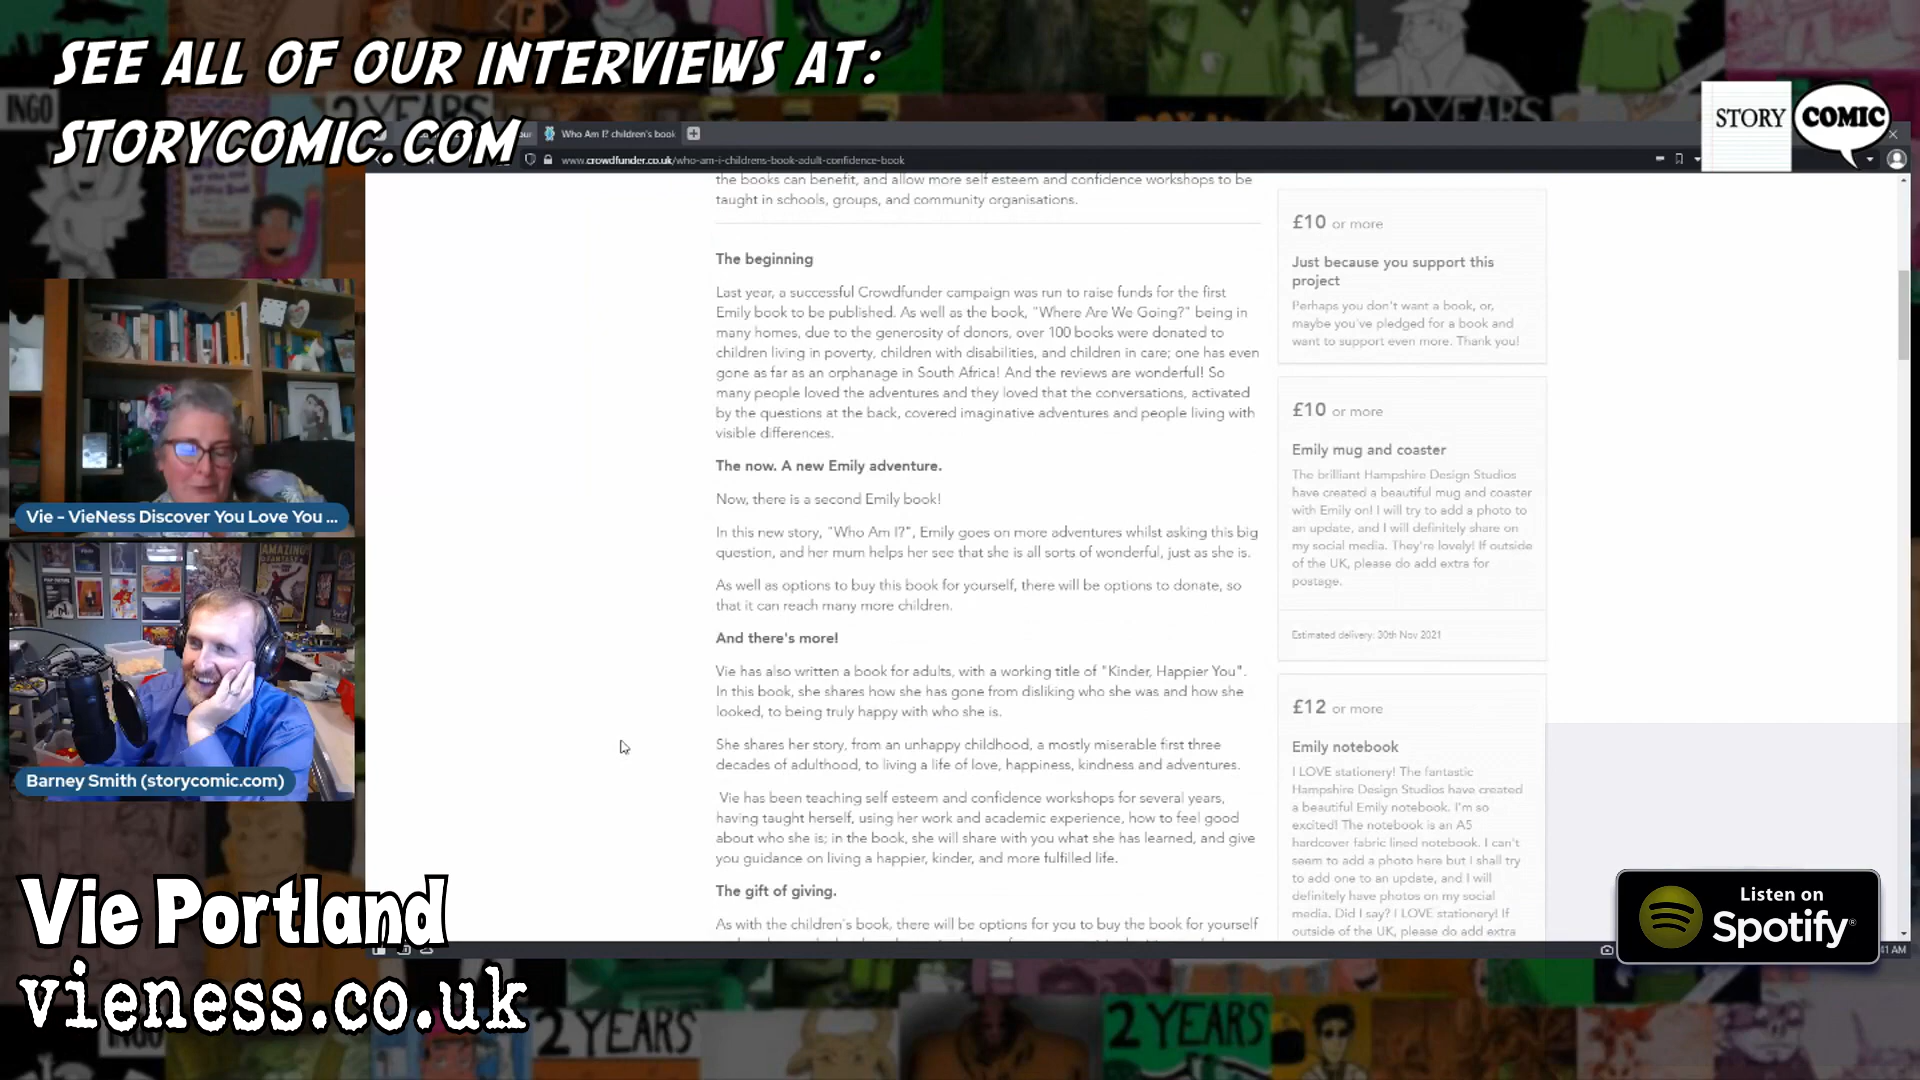 SEE ALL OF OUR INTERVIEWS AT:
STORYCOMIC.COM
STORY COMIC
Who Am I? children's book
www.crowdfunder.co.uk/who-am-i-childrens-book-adult-confidence-book
the books can benefit, and allow more self esteem and confidence workshops to be
taught in schools, groups, and community organisations.
The beginning
Last year, a successful Crowdfunder campaign was run to raise funds for the first
Emily book to be published. As well as the book, "Where Are We Going?" being in
many homes, due to the generosity of donors, over 100 books were donated to
children living in poverty, children with disabilities, and children in care; one has even
gone as far as an orphanage in South Africa! And the reviews are wonderful! So
many people loved the adventures and they loved that the conversations, activated
by the questions at the back, covered imaginative adventures and people living with
visible differences.
The now. A new Emily adventure.
Now, there is a second Emily book!
In this new story, "Who Am I?", Emily goes on more adventures whilst asking this big
question, and her mum helps her see that she is all sorts of wonderful, just as she is.
As well as options to buy this book for yourself, there will be options to donate, so
that it can reach many more children.
And there's more!
Vie has also written a book for adults, with a working title of "Kinder, Happier You".
In this book, she shares how she has gone from disliking who she was and how she
looked, to being truly happy with who she is.
She shares her story, from an unhappy childhood, a mostly miserable first three
decades of adulthood, to living a life of love, happiness, kindness and adventures.
Vie has been teaching self esteem and confidence workshops for several years,
having taught herself, using her work and academic experience, how to feel good
about who she is; in the book, she will share with you what she has learned, and give
you guidance on living a happier, kinder, and more fulfilled life.
The gift of giving.
As with the children's book, there will be options for you to buy the book for yourself
£10 or more
Just because you support this
project
Perhaps you don't want a book, or,
maybe you've pledged for a book and
want to support even more. Thank you!
£10 or more
Emily mug and coaster
The brilliant Hampshire Design Studios
have created a beautiful mug and coaster
with Emily on! I will try to add a photo to
an update, and I will definitely share on
my social media. They're lovely! If outside
of the UK, please do add extra for
postage.
Estimated delivery: 30th Nov 2021
£12 or more
Emily notebook
I LOVE stationery! The fantastic
Hampshire Design Studios have created
a beautiful Emily notebook. I'm so
excited! The notebook is an A5
hardcover fabric lined notebook. I can't
seem to add a photo here but I shall try
to add one to an update, and I will
definitely have photos on my social
media. Did I say? I LOVE stationery! If
outside of the UK, please do add extra
Vie - VieNess Discover You Love You ...
AMAZING
Barney Smith (storycomic.com)
Vie Portland
vieness.co.uk
Listen on
Spotify
41 AM
INGO
2 YEARS
2 YEARS
2 YEARS
2 YEARS